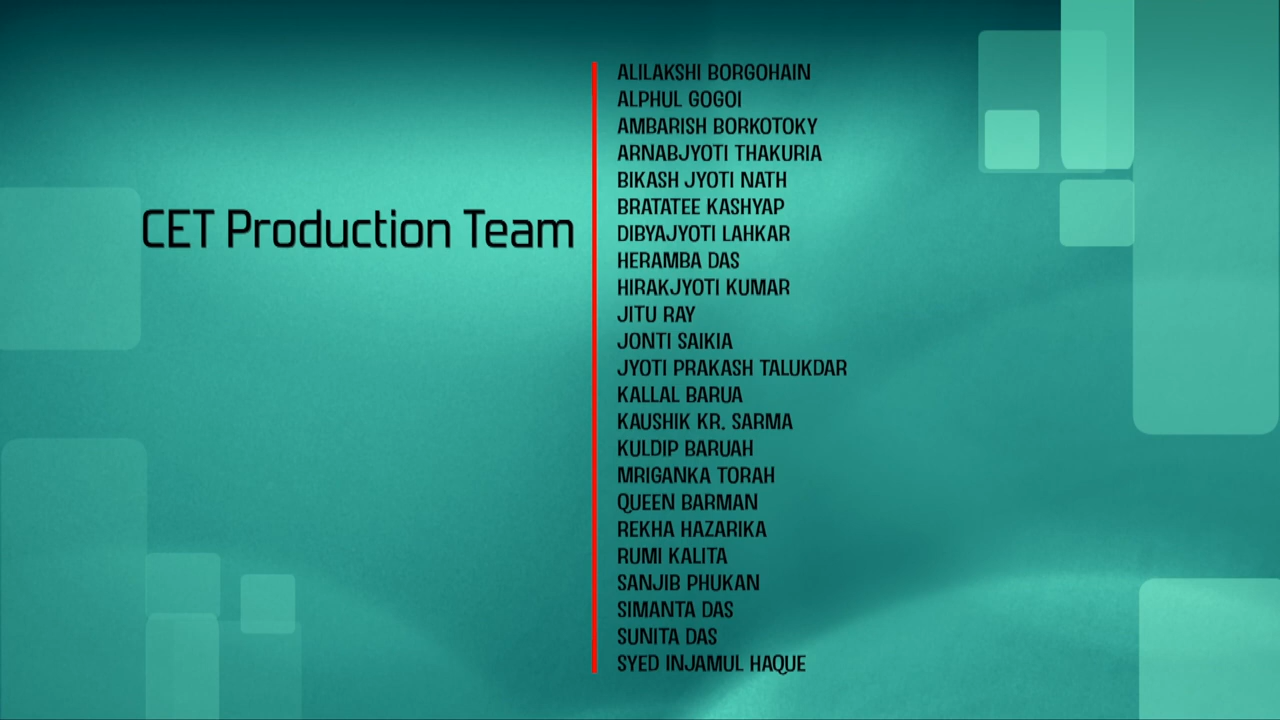 CET Production Team
ALILAKSHI BORGOHAIN
ALPHUL GOGOI
AMBARISH BORKOTOKY
ARNABJYOTI THAKURIA
BIKASH JYOTI NATH
BRATATEE KASHYAP
DIBYAJYOTI LAHKAR
HERAMBA DAS
HIRAKJYOTI KUMAR
JITU RAY
JONTI SAIKIA
JYOTI PRAKASH TALUKDAR
KALLAL BARUA
KAUSHIK KR. SARMA
KULDIP BARUAH
MRIGANKA TORAH
QUEEN BARMAN
REKHA HAZARIKA
RUMI KALITA
SANJIB PHUKAN
SIMANTA DAS
SUNITA DAS
SYED INJAMUL HAQUE